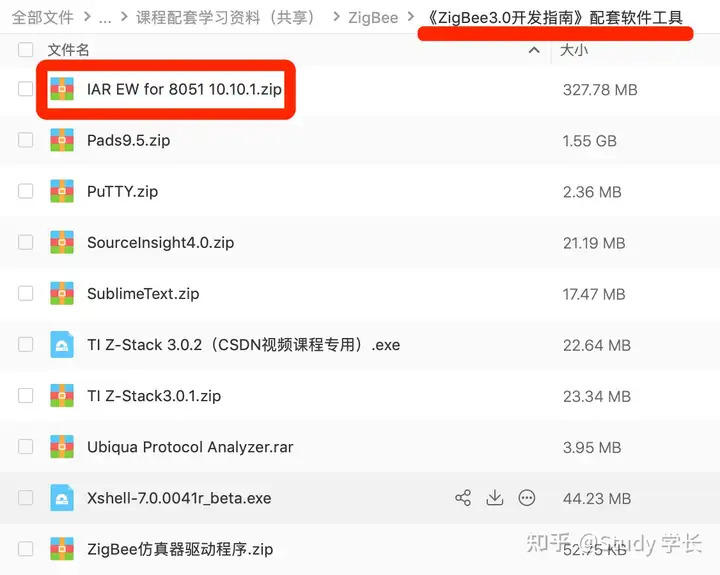 全部文件 > ... > 课程配套学习资料（共享） > ZigBee > 《ZigBee3.0开发指南》配套软件工具
文件名 大小
IAR EW for 8051 10.10.1.zip 327.78 MB
Pads9.5.zip 1.55 GB
PuTTY.zip 2.36 MB
SourceInsight4.0.zip 21.19 MB
SublimeText.zip 17.47 MB
TI Z-Stack 3.0.2（CSDN视频课程专用）.exe 22.64 MB
TI Z-Stack3.0.1.zip 23.34 MB
Ubiqua Protocol Analyzer.rar 3.95 MB
Xshell-7.0.0041r_beta.exe 44.23 MB
ZigBee仿真器驱动程序.zip 52.75 KB
知乎 @Study 学长